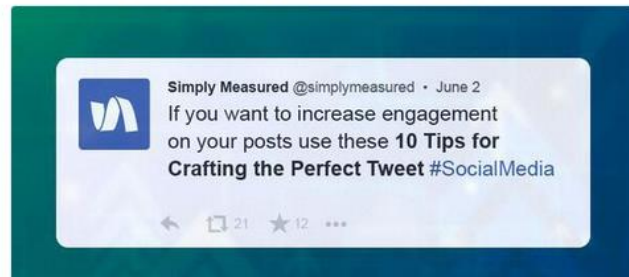 Simply Measured @simplymeasured • June 2
If you want to increase engagement
on your posts use these 10 Tips for
Crafting the Perfect Tweet #SocialMedia
21 12 •••